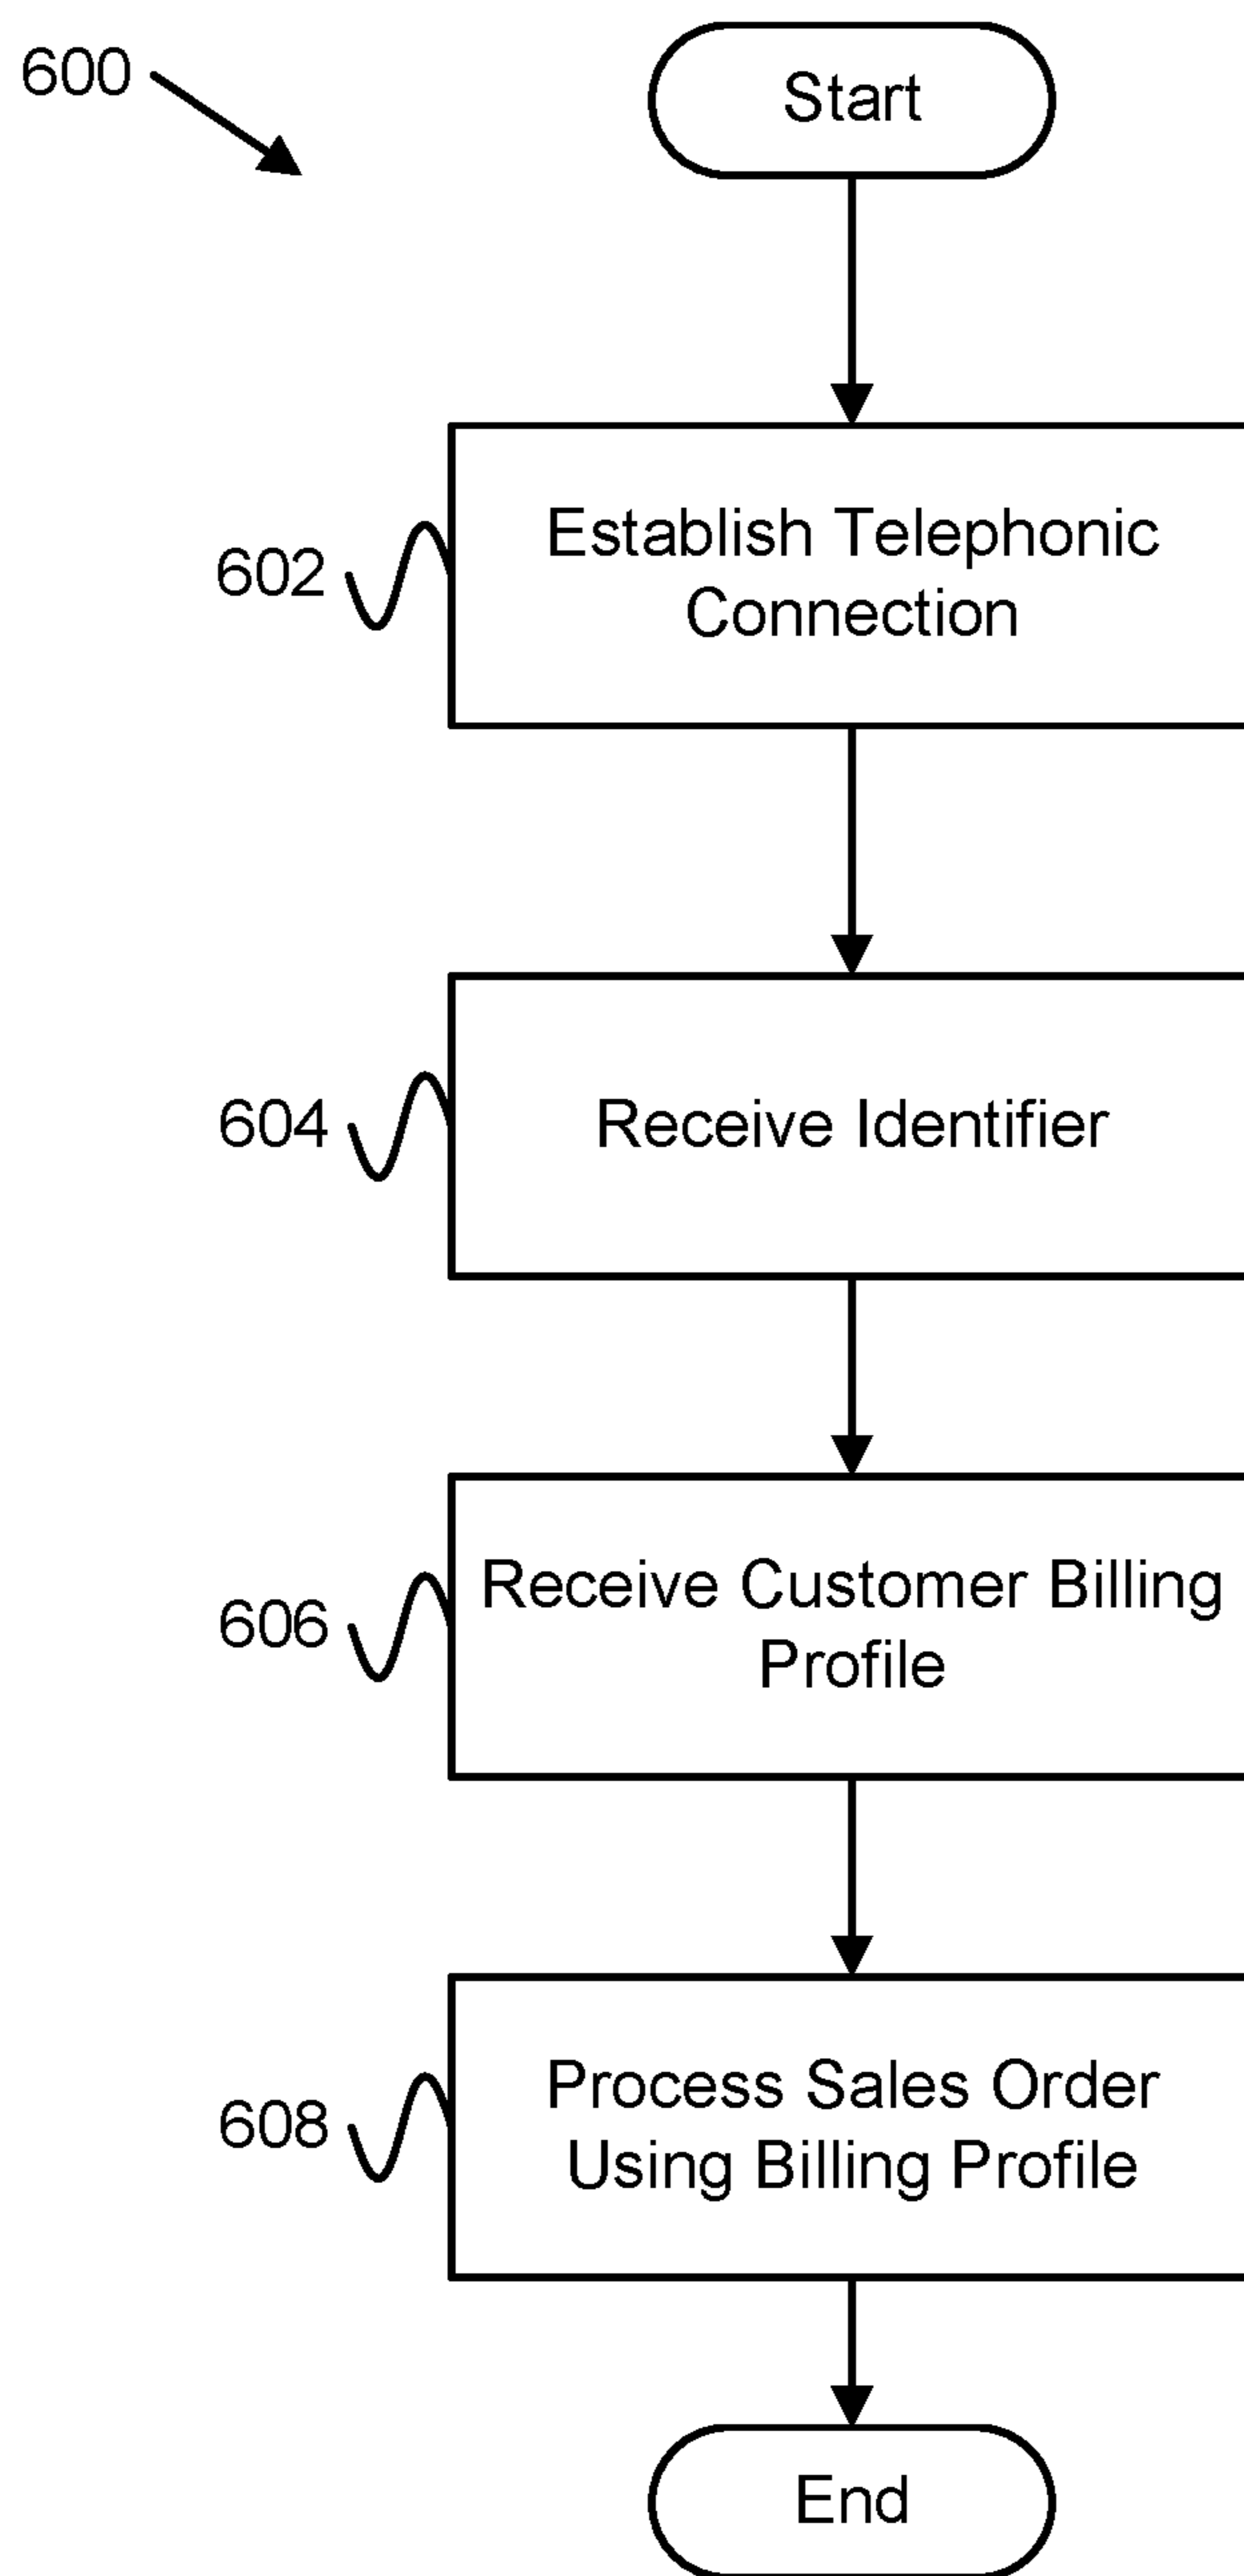 600
Start
602
Establish Telephonic
Connection
604
Receive Identifier
606
Receive Customer Billing
Profile
608
Process Sales Order
Using Billing Profile
End